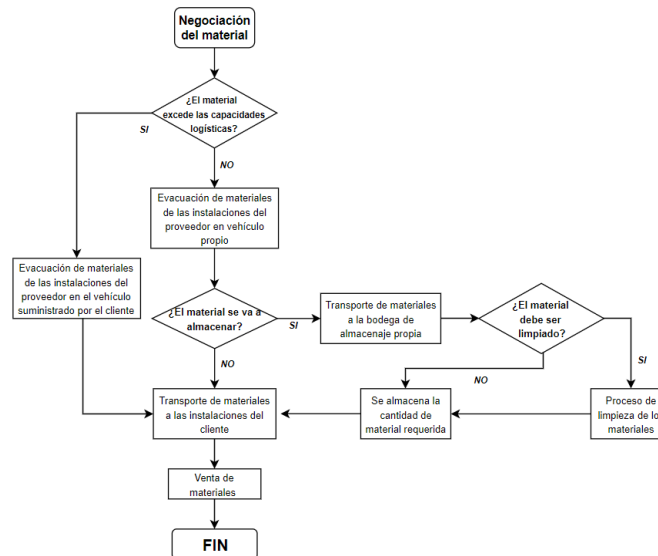 Negociación
del material
¿El material
excede las capacidades
logísticas?
SI
NO
Evacuación de materiales
de las instalaciones del
proveedor en vehículo
propio
Evacuación de materiales
de las instalaciones del
proveedor en el vehículo
suministrado por el cliente
¿El material se va a
almacenar?
SI
NO
Transporte de materiales
a la bodega de
almacenaje propia
¿El material
debe ser
limpiado?
SI
NO
Transporte de materiales
a las instalaciones del
cliente
Se almacena la
cantidad de
material requerida
Proceso de
limpieza de lo
materiales
Venta de
materiales
FIN